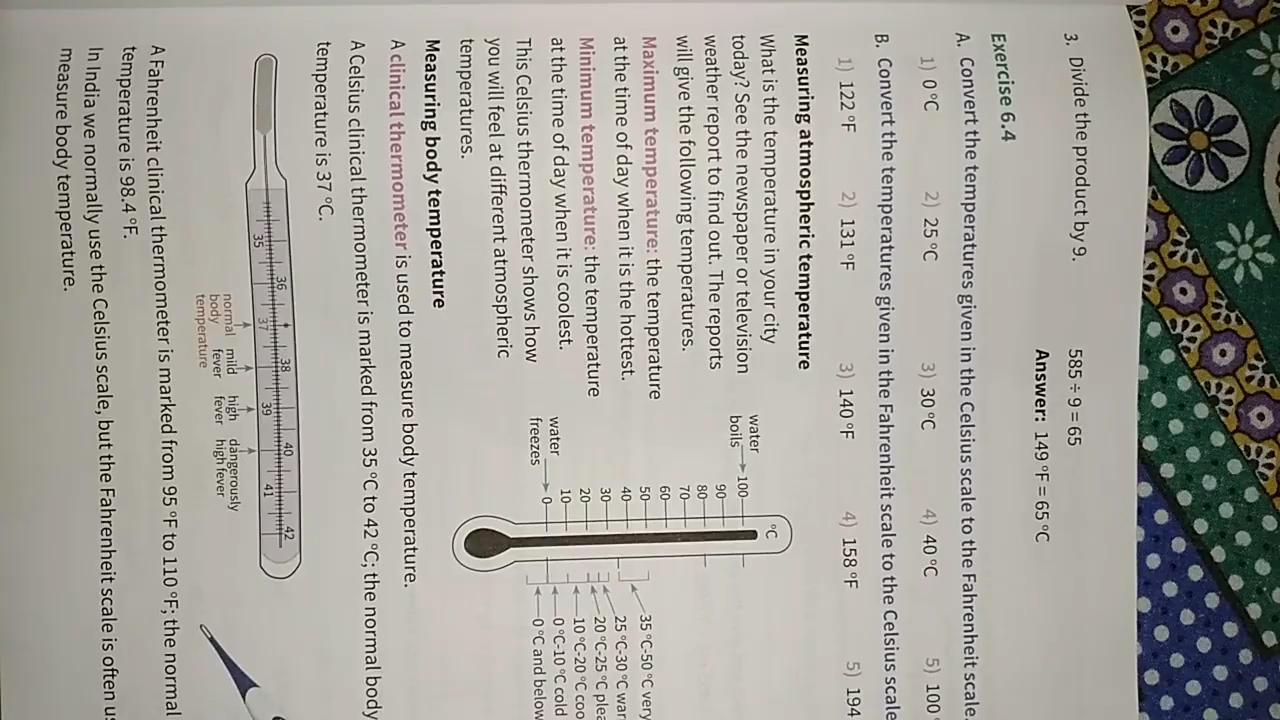 3. Divide the product by 9.
585 ÷ 9 = 65
Answer: 149 °F = 65 °C
Exercise 6.4
A. Convert the temperatures given in the Celsius scale to the Fahrenheit scale.
1) 0 °C 2) 25 °C 3) 30 °C 4) 40 °C 5) 100
B. Convert the temperatures given in the Fahrenheit scale to the Celsius scale
1) 122 °F 2) 131 °F 3) 140 °F 4) 158 °F 5) 194
Measuring atmospheric temperature
What is the temperature in your city
today? See the newspaper or television
weather report to find out. The reports
will give the following temperatures.
Maximum temperature: the temperature
at the time of day when it is the hottest.
Minimum temperature: the temperature
at the time of day when it is coolest.
This Celsius thermometer shows how
you will feel at different atmospheric
temperatures.
°C
water
boils
100
90
80
70
60
50
40
30
20
10
0
water
freezes
35 °C-50 °C very
25 °C-30 °C
20 °C-25 °C
10 °C-20 °C
0 °C-10 °C cold
0 °C and below
Measuring body temperature
A clinical thermometer is used to measure body temperature.
A Celsius clinical thermometer is marked from 35 °C to 42 °C; the normal body
temperature is 37 °C.
35 36 37 38 39 40 41 42
normal
body
temperature
mild
fever
high
fever
dangerously
high fever
A Fahrenheit clinical thermometer is marked from 95 °F to 110 °F; the normal
temperature is 98.4 °F.
In India we normally use the Celsius scale, but the Fahrenheit scale is often
measure body temperature.